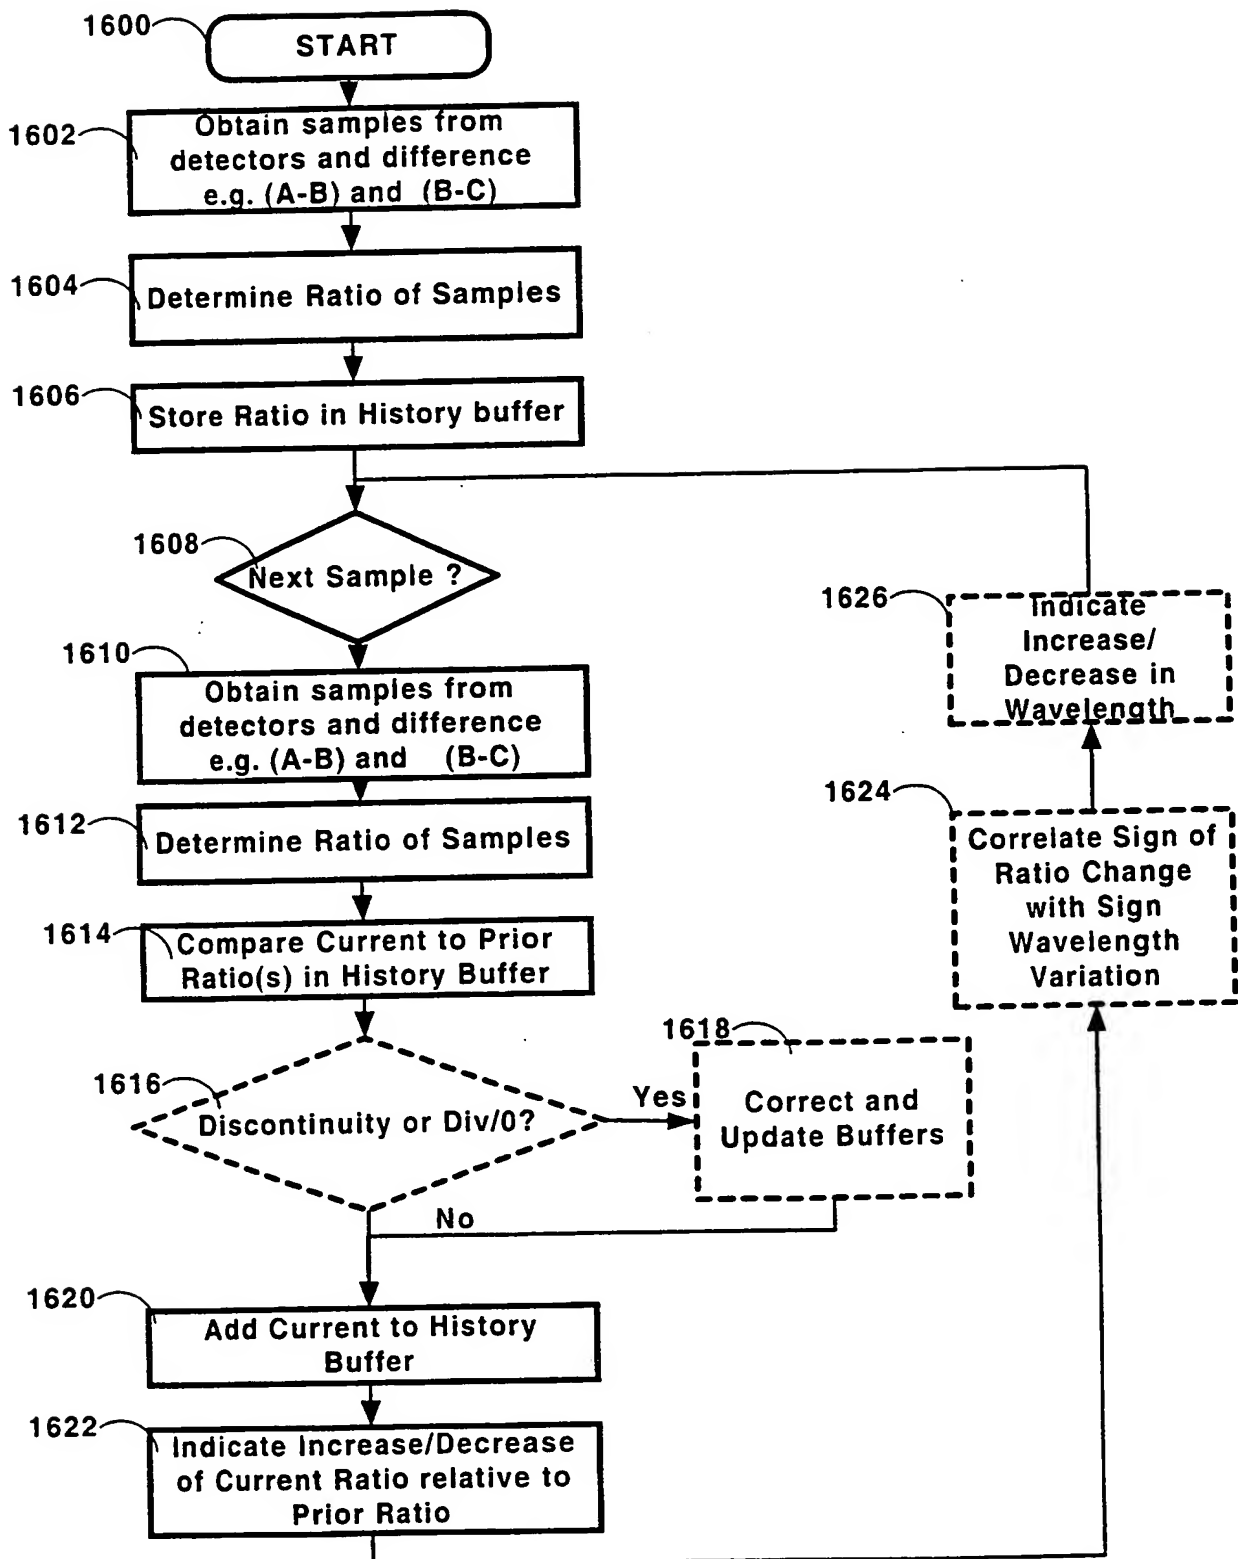 1600
START
1602
Obtain samples from
detectors and difference
e.g. (A-B) and (B-C)
1604
Determine Ratio of Samples
1606
Store Ratio in History buffer
1608
Next Sample ?
1610
Obtain samples from
detectors and difference
e.g. (A-B) and (B-C)
1612
Determine Ratio of Samples
1614
Compare Current to Prior
Ratio(s) in History Buffer
1616
Discontinuity or Div/0?
Yes
1618
Correct and
Update Buffers
No
1620
Add Current to History
Buffer
1622
Indicate Increase/Decrease
of Current Ratio relative to
Prior Ratio
1624
Correlate Sign of
Ratio Change
with Sign
Wavelength
Variation
1626
Indicate
Increase/
Decrease in
Wavelength